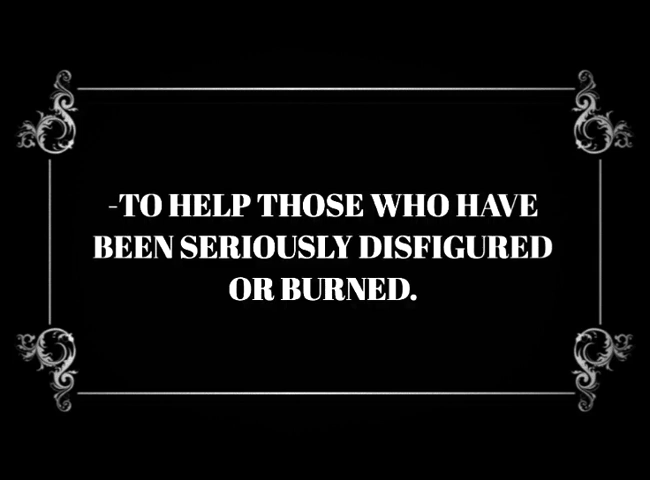 -TO HELP THOSE WHO HAVE
BEEN SERIOUSLY DISFIGURED
OR BURNED.